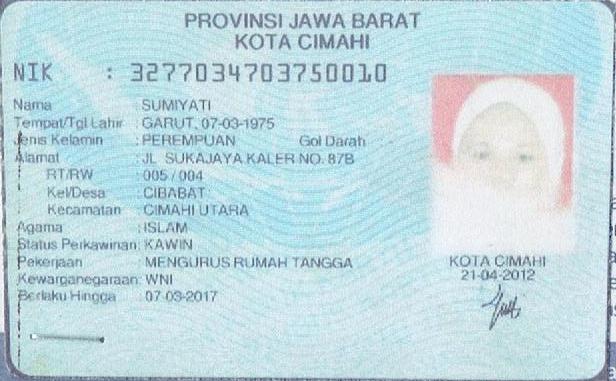 PROVINSI JAWA BARAT
KOTA CIMAHI
NIK : 3277034703750010
Nama SUMIYATI
Tempat/Tgl Lahir : GARUT, 07-03-1975
Jenis Kelamin : PEREMPUAN Gol Darah
Alamat : JL SUKAJAYA KALER NO. 87B
RT/RW : 005 / 004
Kel/Desa : CIBABAT
Kecamatan : CIMAHI UTARA
Agama : ISLAM
Status Perkawinan: KAWIN
Pekerjaan : MENGURUS RUMAH TANGGA
Kewarganegaraan: WNI
Berlaku Hingga : 07-03-2017
KOTA CIMAHI
21-04-2012